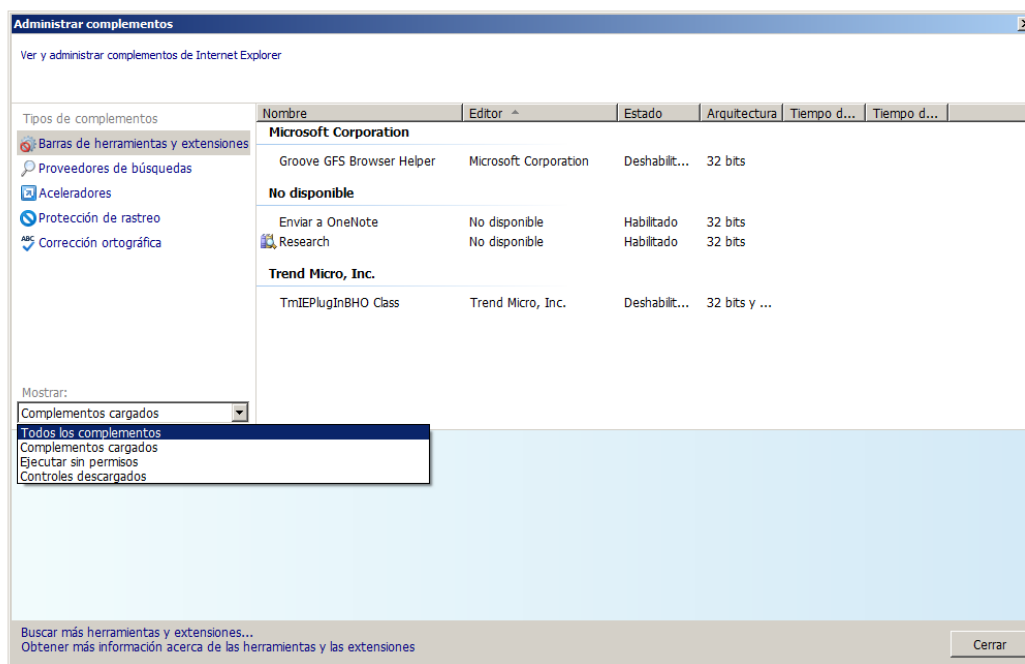 Administrar complementos
Ver y administrar complementos de Internet Explorer
Tipos de complementos
Barras de herramientas y extensiones
Proveedores de búsquedas
Aceleradores
Protección de rastreo
ABC Corrección ortográfica
Mostrar:
Complementos cargados
Todos los complementos
Complementos cargados
Ejecutar sin permisos
Controles descargados
Nombre Editor Estado Arquitectura Tiempo d... Tiempo d...
Microsoft Corporation
Groove GFS Browser Helper Microsoft Corporation Deshabilit... 32 bits
No disponible
Enviar a OneNote No disponible Habilitado 32 bits
Research No disponible Habilitado 32 bits
Trend Micro, Inc.
TmIEPlugInBHO Class Trend Micro, Inc. Deshabilit... 32 bits y ...
Buscar más herramientas y extensiones...
Obtener más información acerca de las herramientas y las extensiones
Cerrar